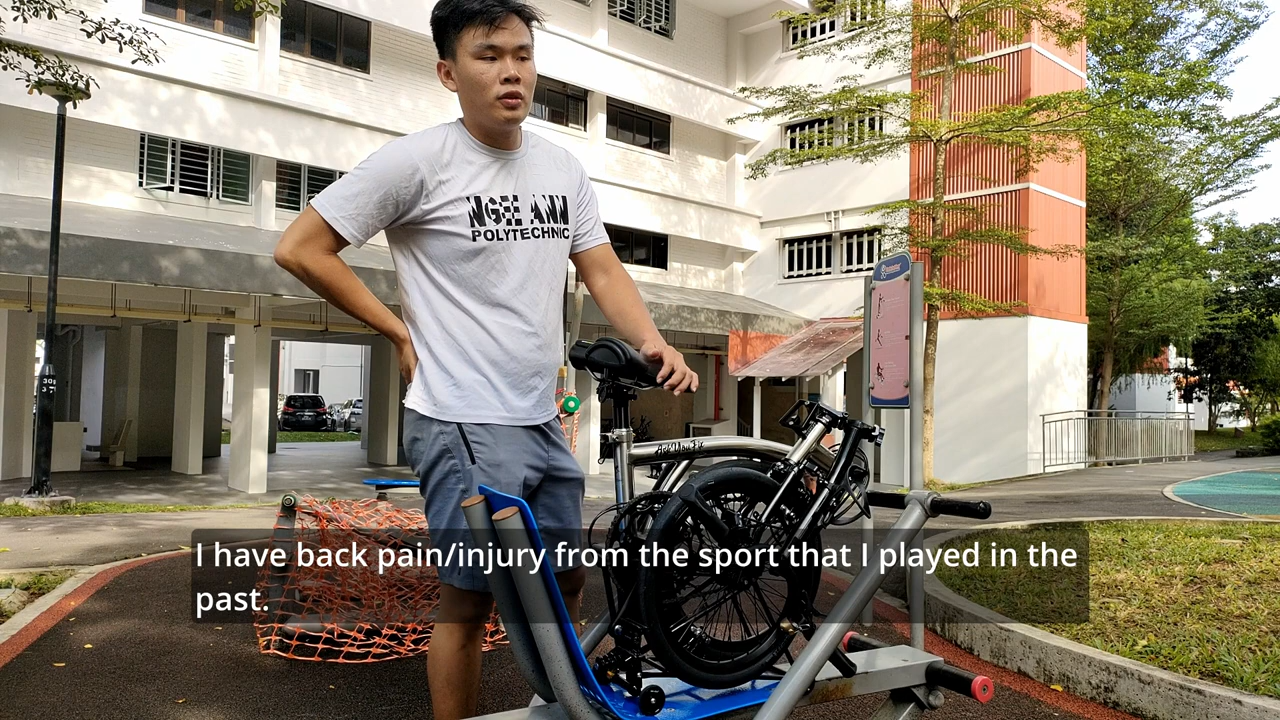 NGEE ANN
POLYTECHNIC
I have back pain/injury from the sport that I played in the
past.